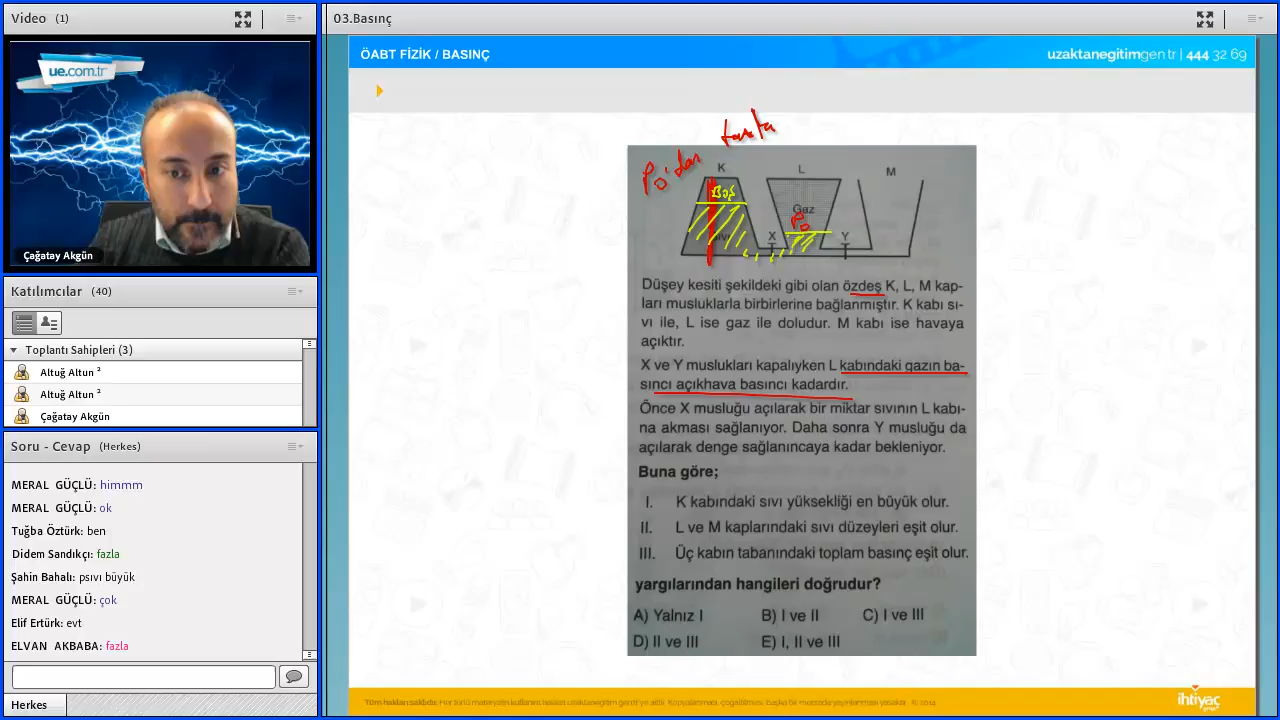 Video (1)
03.Basınç
ue.com.tr
Çağatay Akgün
Katılımcılar (40)
Toplantı Sahipleri (3)
Altuğ Altun ²
Altuğ Altun ²
Çağatay Akgün
Soru - Cevap (Herkes)
MERAL GÜÇLÜ: himmm
MERAL GÜÇLÜ: ok
Tuğba Öztürk: ben
Didem Sandıkçı: fazla
Şahin Bahalı: psıvı büyük
MERAL GÜÇLÜ: çok
Elif Ertürk: evt
ELVAN AKBABA: fazla
Herkes
ÖABT FİZİK / BASINÇ
uzaktanegitimgentr | 444 32 69
P₀'dan
K L M
Boş
Gaz
P₀
X Y
Düşey kesiti şekildeki gibi olan özdeş K, L, M kap-
ları musluklarla birbirlerine bağlanmıştır. K kabı sı-
vı ile, L ise gaz ile doludur. M kabı ise havaya
açıktır.
X ve Y muslukları kapalıyken L kabındaki gazın ba-
sıncı açıkhava basıncı kadardır.
Önce X musluğu açılarak bir miktar sıvının L kabı-
na akması sağlanıyor. Daha sonra Y musluğu da
açılarak denge sağlanıncaya kadar bekleniyor.
Buna göre;
I. K kabındaki sıvı yüksekliği en büyük olur.
II. L ve M kaplarındaki sıvı düzeyleri eşit olur.
III. Üç kabın tabanındaki toplam basınç eşit olur.
yargılarından hangileri doğrudur?
A) Yalnız I B) I ve II C) I ve III
D) II ve III E) I, II ve III
ihtiyaç